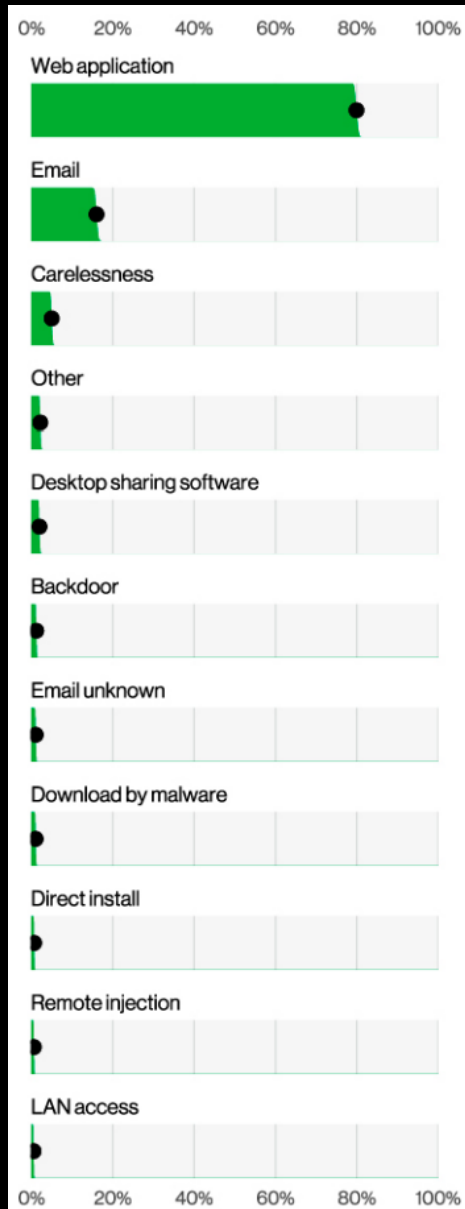 0% 20% 40% 60% 80% 100%
Web application
Email
Carelessness
Other
Desktop sharing software
Backdoor
Email unknown
Download by malware
Direct install
Remote injection
LAN access
0% 20% 40% 60% 80% 100%